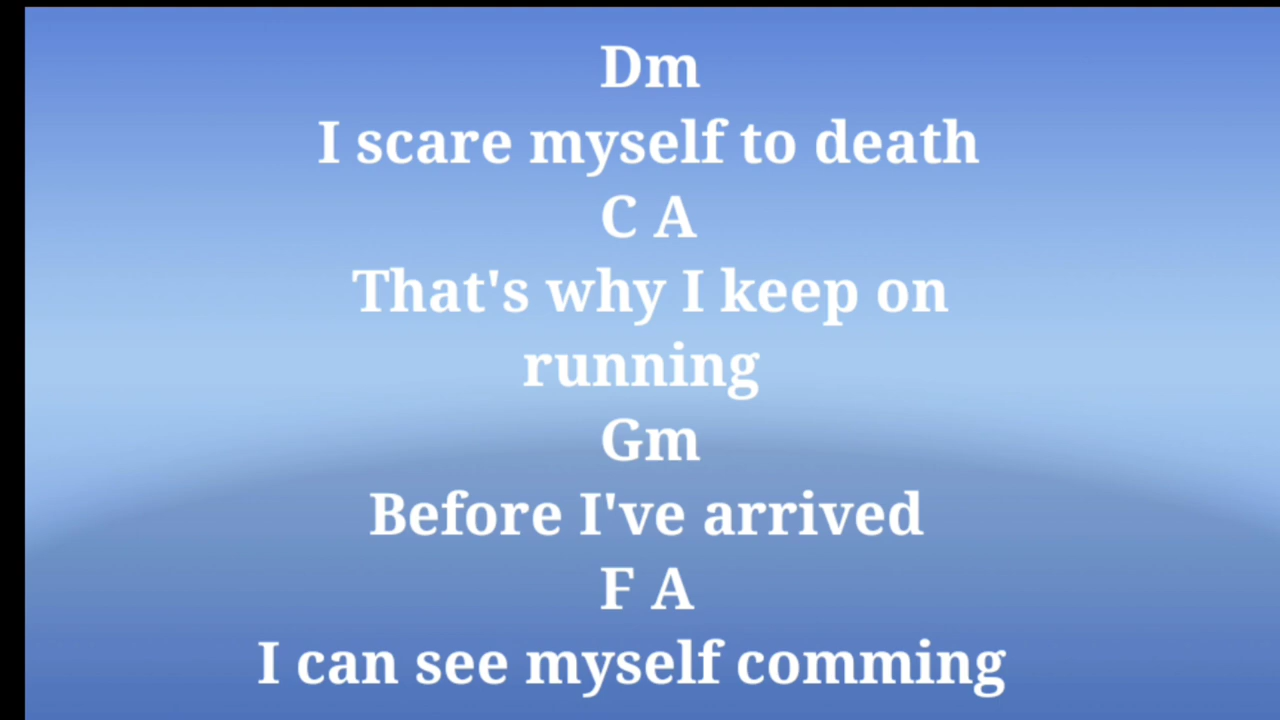 Dm
I scare myself to death
C A
That's why I keep on
running
Gm
Before I've arrived
F A
I can see myself comming